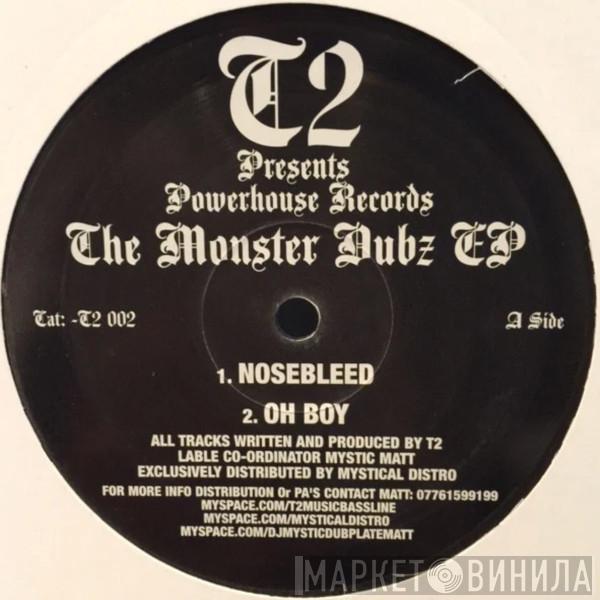 T2
Presents
Powerhouse Records
The Monster Dubz EP
Cat: -T2 002
A Side
1. NOSEBLEED
2. OH BOY
ALL TRACKS WRITTEN AND PRODUCED BY T2
LABLE CO-ORDINATOR MYSTIC MATT
EXCLUSIVELY DISTRIBUTED BY MYSTICAL DISTRO
FOR MORE INFO DISTRIBUTION Or PA'S CONTACT MATT: 07761599199
MYSPACE.COM/T2MUSICBASSLINE
MYSPACE.COM/MYSTICALDISTRO
MYSPACE.COM/DJMYSTICDUBPLATEMATT
МАРКЕТ ВИНИЛА